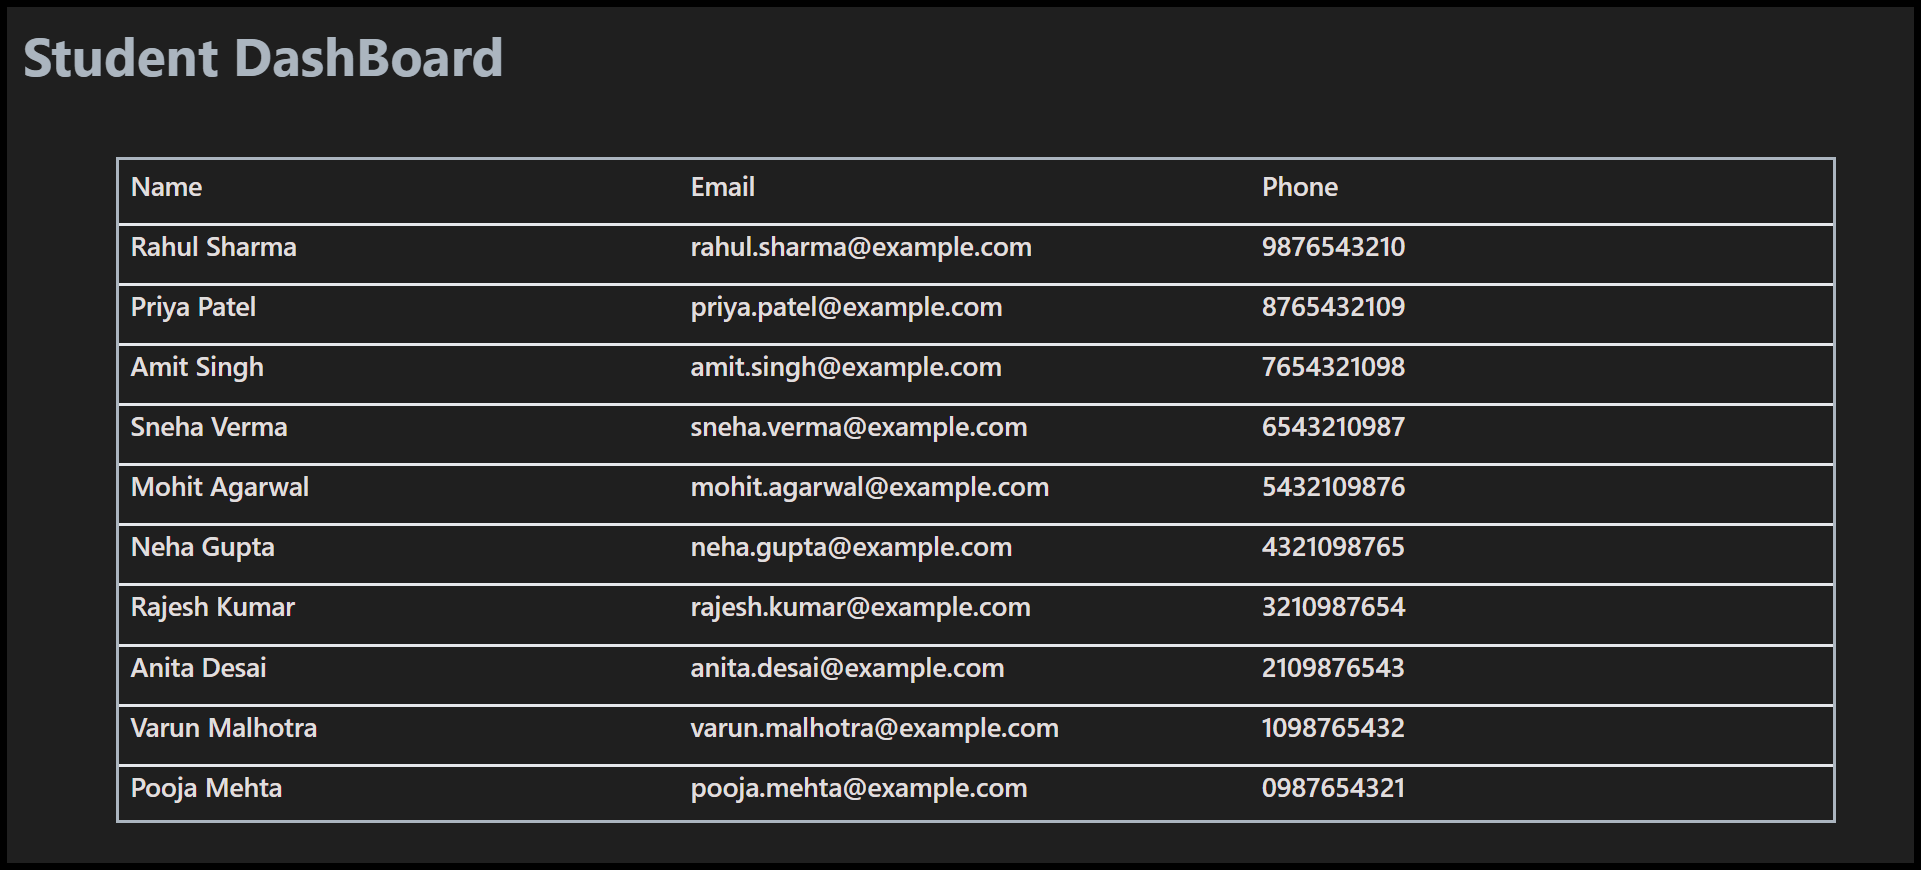 Student DashBoard
Name Email Phone
Rahul Sharma rahul.sharma@example.com 9876543210
Priya Patel priya.patel@example.com 8765432109
Amit Singh amit.singh@example.com 7654321098
Sneha Verma sneha.verma@example.com 6543210987
Mohit Agarwal mohit.agarwal@example.com 5432109876
Neha Gupta neha.gupta@example.com 4321098765
Rajesh Kumar rajesh.kumar@example.com 3210987654
Anita Desai anita.desai@example.com 2109876543
Varun Malhotra varun.malhotra@example.com 1098765432
Pooja Mehta pooja.mehta@example.com 0987654321